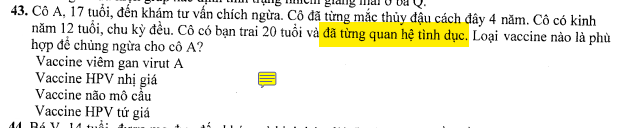 43. Cô A, 17 tuổi, đến khám tư vấn chích ngừa. Cô đã từng mắc thủy đậu cách đây 4 năm. Cô có kinh
năm 12 tuổi, chu kỳ đều. Cô có bạn trai 20 tuổi và đã từng quan hệ tình dục. Loại vaccine nào là phù
hợp để chủng ngừa cho cô A?
Vaccine viêm gan virut A
Vaccine HPV nhị giá
Vaccine não mô cầu
Vaccine HPV tứ giá